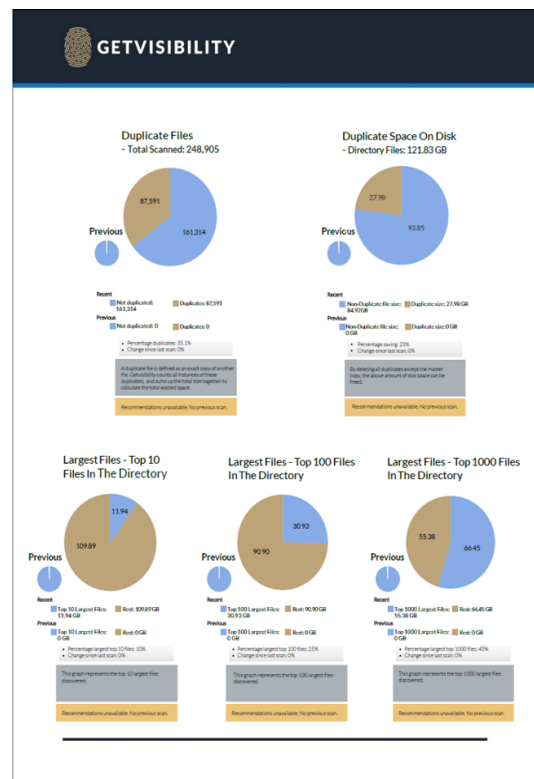 GETVISIBILITY
Duplicate Files
- Total Scanned: 248,905
87,591
161,314
Previous
Recent
Not duplicated: 161,314
Duplicates: 87,591
Previous
Not duplicated: 0
Duplicates: 0
• Percentage duplicates: 35.1%
• Change since last scan: 0%
A duplicate file is defined as an exact copy of another
file. Getvisibility counts all instances of these
duplicates, and sums up the total size together to
calculate the total wasted space.
Recommendations unavailable. No previous scan.
Duplicate Space On Disk
- Directory Files: 121.83 GB
27.98
93.85
Previous
Recent
Non-Duplicate file size: 84.92GB
Duplicate size: 27.98 GB
Previous
Non-Duplicate file size: 0 GB
Duplicate size: 0 GB
• Percentage saving: 23%
• Change since last scan: 0%
By deleting all duplicates except the master
copy, the above amount of disk space can be
freed.
Recommendations unavailable. No previous scan.
Largest Files - Top 10
Files In The Directory
11.94
109.89
Previous
Recent
Top 10 Largest Files: 11.94 GB
Rest: 109.89 GB
Previous
Top 10 Largest Files: 0 GB
Rest: 0 GB
• Percentage largest top 10 files: 10%
• Change since last scan: 0%
This graph represents the top 10 largest files
discovered.
Recommendations unavailable. No previous scan.
Largest Files - Top 100 Files
In The Directory
30.93
90.90
Previous
Recent
Top 100 Largest Files: 30.93 GB
Rest: 90.90 GB
Previous
Top 100 Largest Files: 0 GB
Rest: 0 GB
• Percentage largest top 100 files: 25%
• Change since last scan: 0%
This graph represents the top 100 largest files
discovered.
Recommendations unavailable. No previous scan.
Largest Files - Top 1000 Files
In The Directory
55.38
66.45
Previous
Recent
Top 1000 Largest Files: 55.38 GB
Rest: 66.45 GB
Previous
Top 1000 Largest Files: 0 GB
Rest: 0 GB
• Percentage largest top 1000 files: 45%
• Change since last scan: 0%
This graph represents the top 1000 largest files
discovered.
Recommendations unavailable. No previous scan.